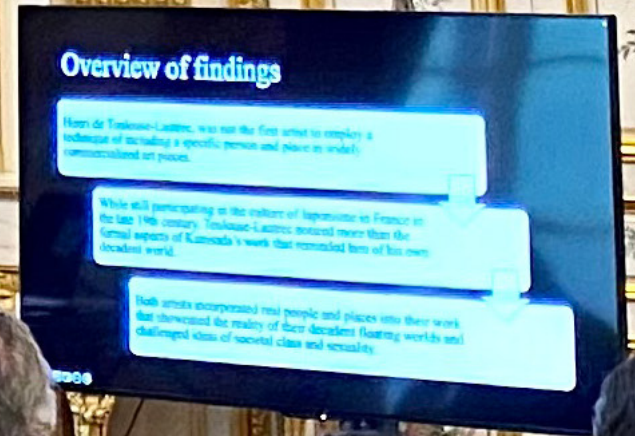 Overview of findings
Henri de Toulouse-Lautrec, was not the first artist to employ a
technique of including a specific person and place in widely
commercialized art pieces.
While still participating in the culture of Japonisme in France in
the late 19th century, Toulouse-Lautrec noticed more than the
formal aspects of Kunisada's work that reminded him of his own
decadent world.
Both artists incorporated real people and places into their work
that showcased the reality of their decadent floating worlds and
challenged ideas of societal class and sexuality.